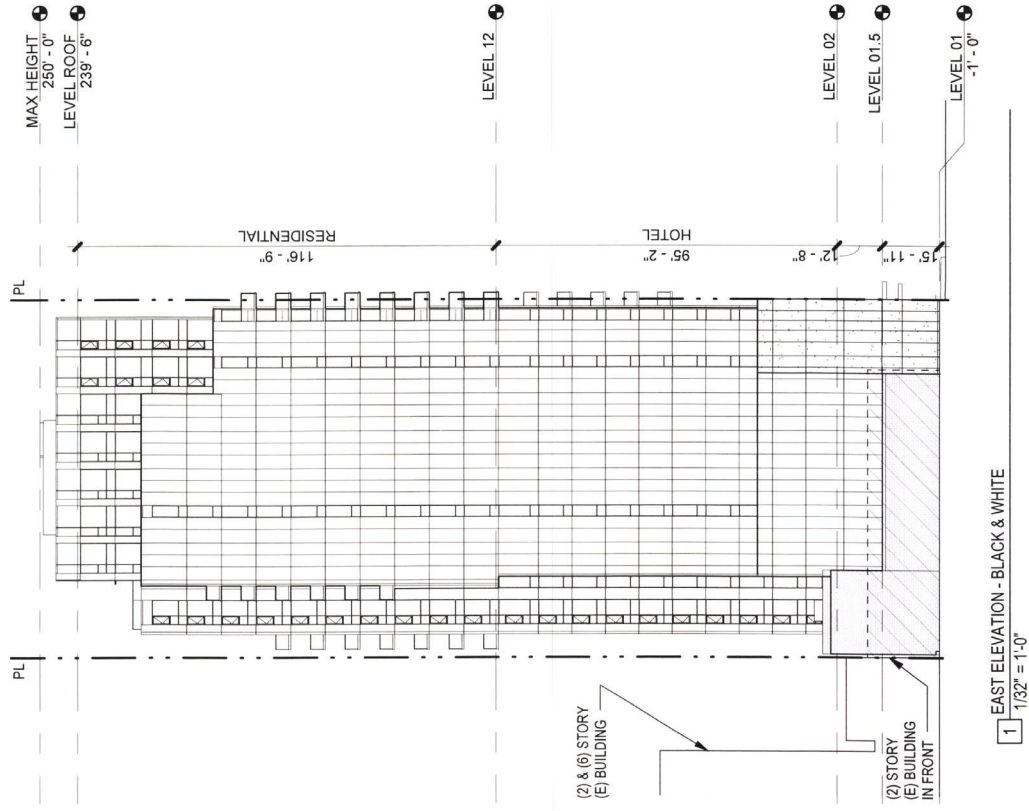 MAX HEIGHT
250' - 0"
LEVEL ROOF
239' - 6"
LEVEL 12
LEVEL 02
LEVEL 01.5
LEVEL 01
-1' - 0"
PL
PL
RESIDENTIAL
116' - 9"
HOTEL
95' - 2"
12' - 8"
15' - 11"
(2) & (6) STORY
(E) BUILDING
(2) STORY
(E) BUILDING
IN FRONT
1
EAST ELEVATION - BLACK & WHITE
1/32" = 1'-0"